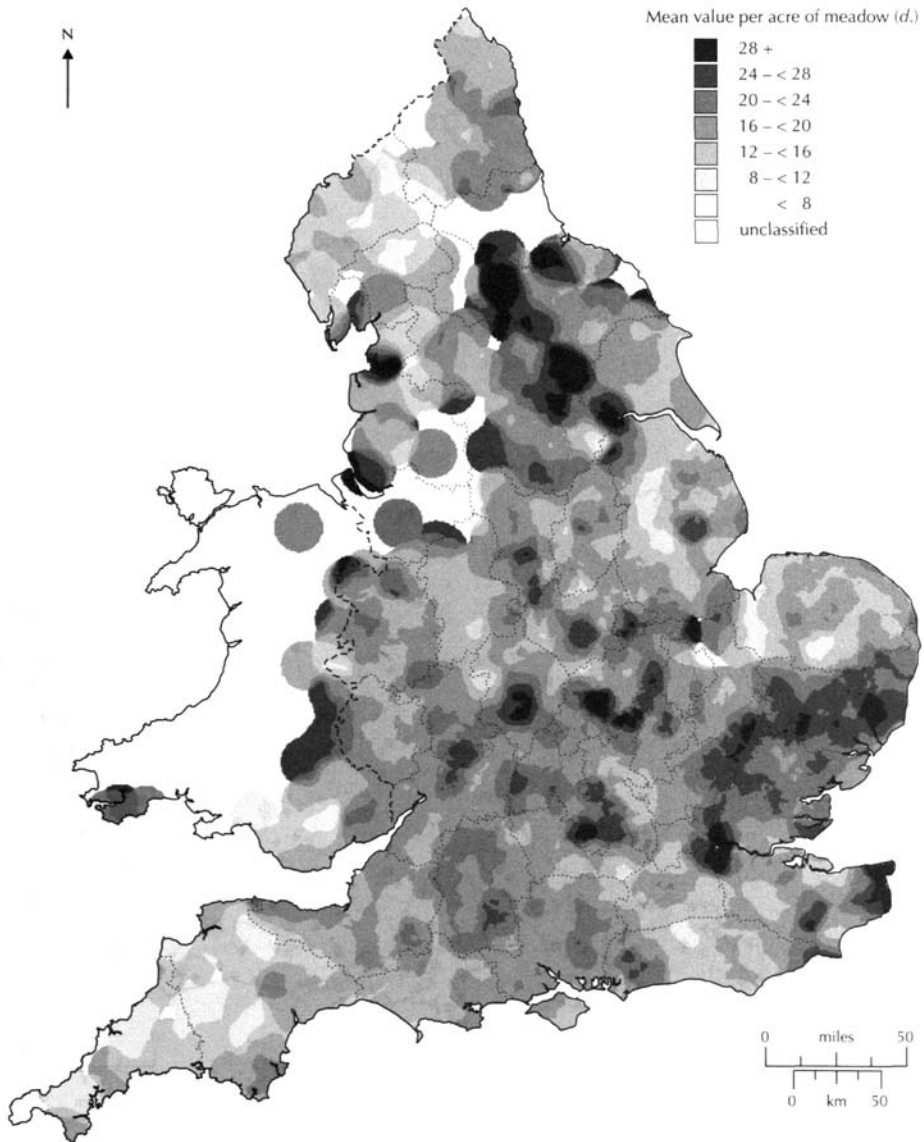 N
Mean value per acre of meadow (d.)
28 +
24 – < 28
20 – < 24
16 – < 20
12 – < 16
8 – < 12
< 8
unclassified
0 miles 50
0 km 50